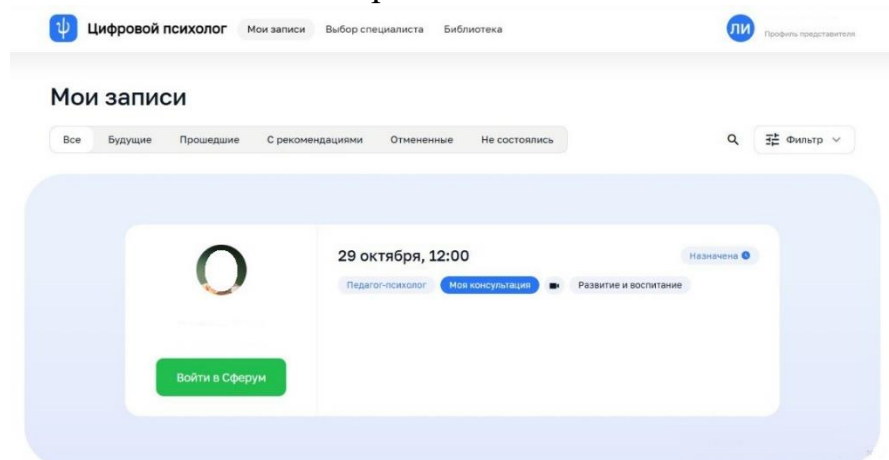 Цифровой психолог Мои записи Выбор специалиста Библиотека ЛИ Профиль представителя
Мои записи
Все Будущие Прошедшие С рекомендациями Отмененные Не состоялись Фильтр
29 октября, 12:00 Назначена
Педагог-психолог Моя консультация Развитие и воспитание
Войти в Сферум